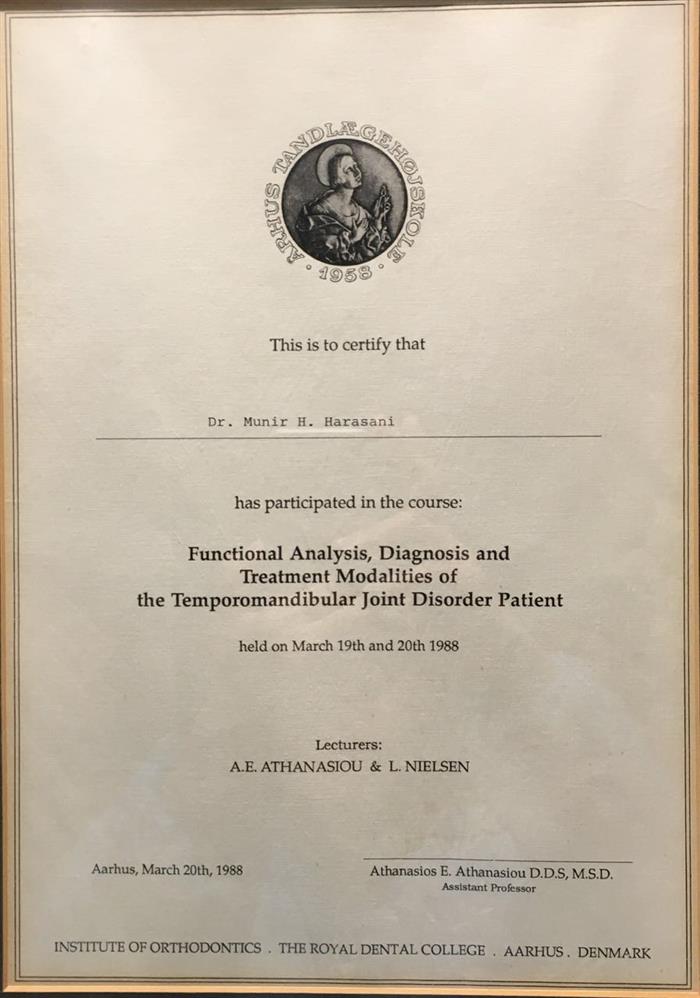 ÅRHUS TANDLÆGEHØJSKOLE
· 1958 ·
This is to certify that
Dr. Munir H. Harasani
has participated in the course:
Functional Analysis, Diagnosis and
Treatment Modalities of
the Temporomandibular Joint Disorder Patient
held on March 19th and 20th 1988
Lecturers:
A.E. ATHANASIOU & L. NIELSEN
Aarhus, March 20th, 1988
Athanasios E. Athanasiou D.D.S, M.S.D.
Assistant Professor
INSTITUTE OF ORTHODONTICS . THE ROYAL DENTAL COLLEGE . AARHUS . DENMARK